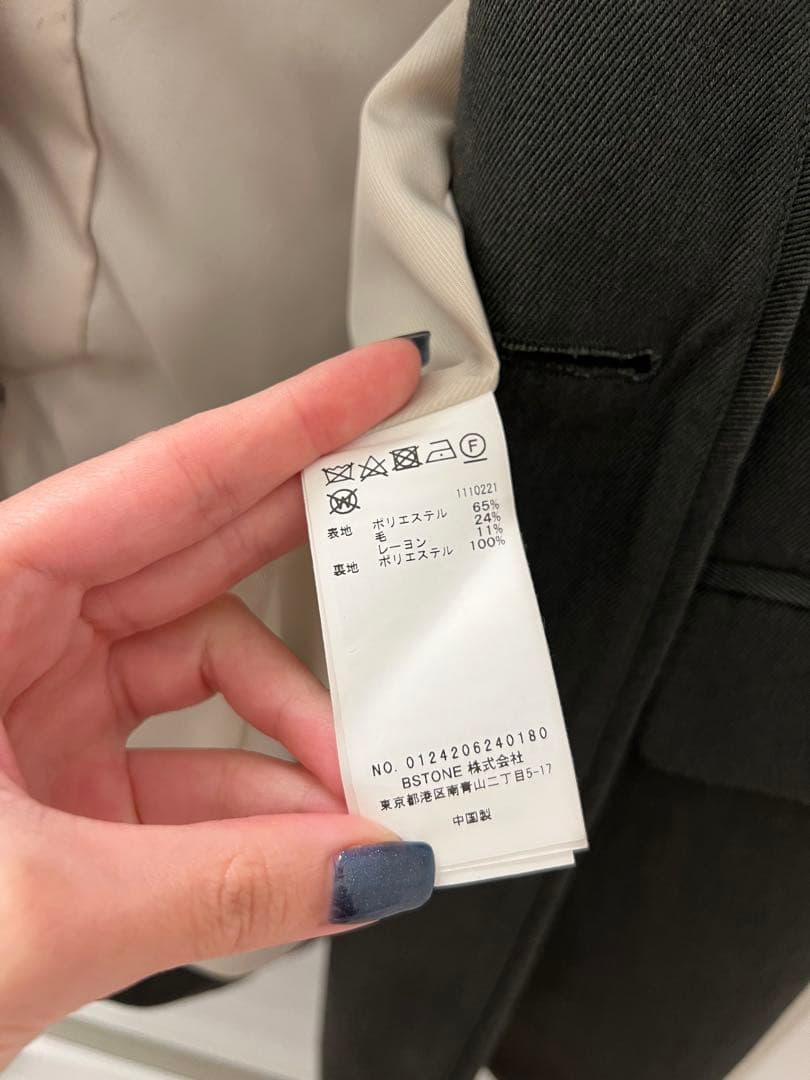 F
W
1110221
表地 ポリエステル 65%
毛 24%
レーヨン 11%
裏地 ポリエステル 100%
NO. 0124206240180
BSTONE 株式会社
東京都港区南青山二丁目5-17
中国製